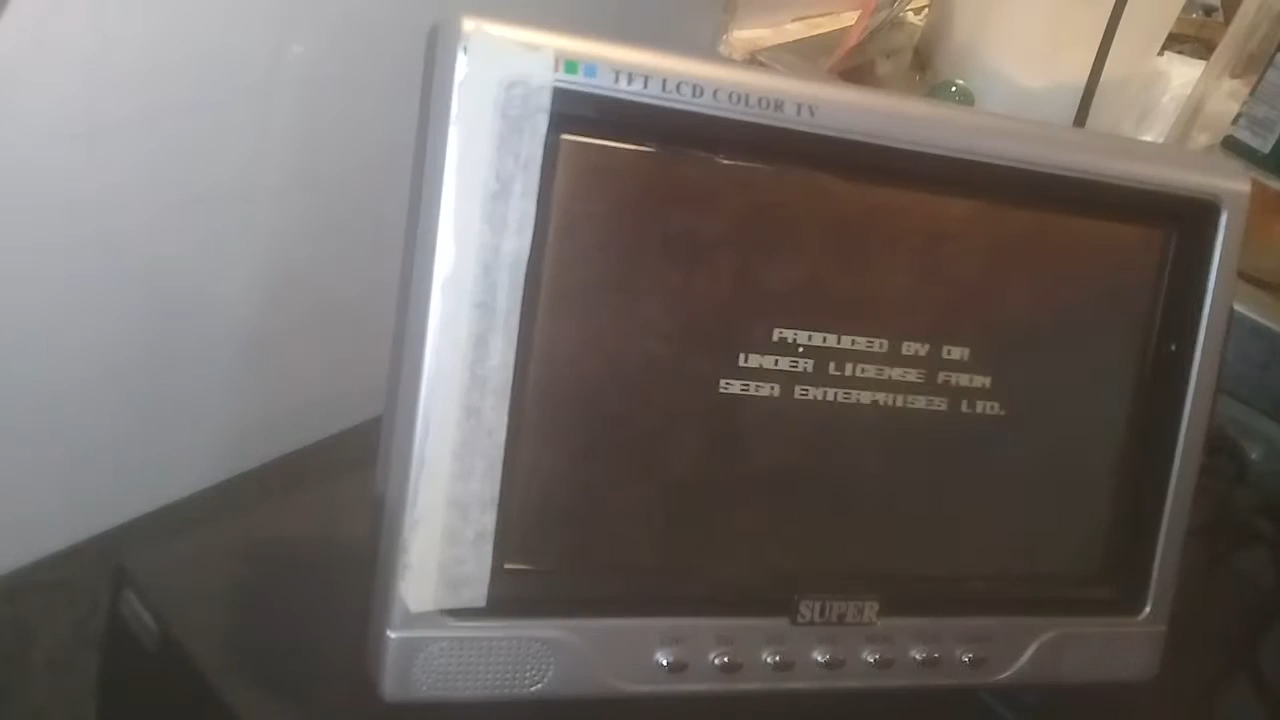 TFT LCD COLOR TV
PRODUCED BY OR
UNDER LICENSE FROM
SEGA ENTERPRISES LTD.
SUPER